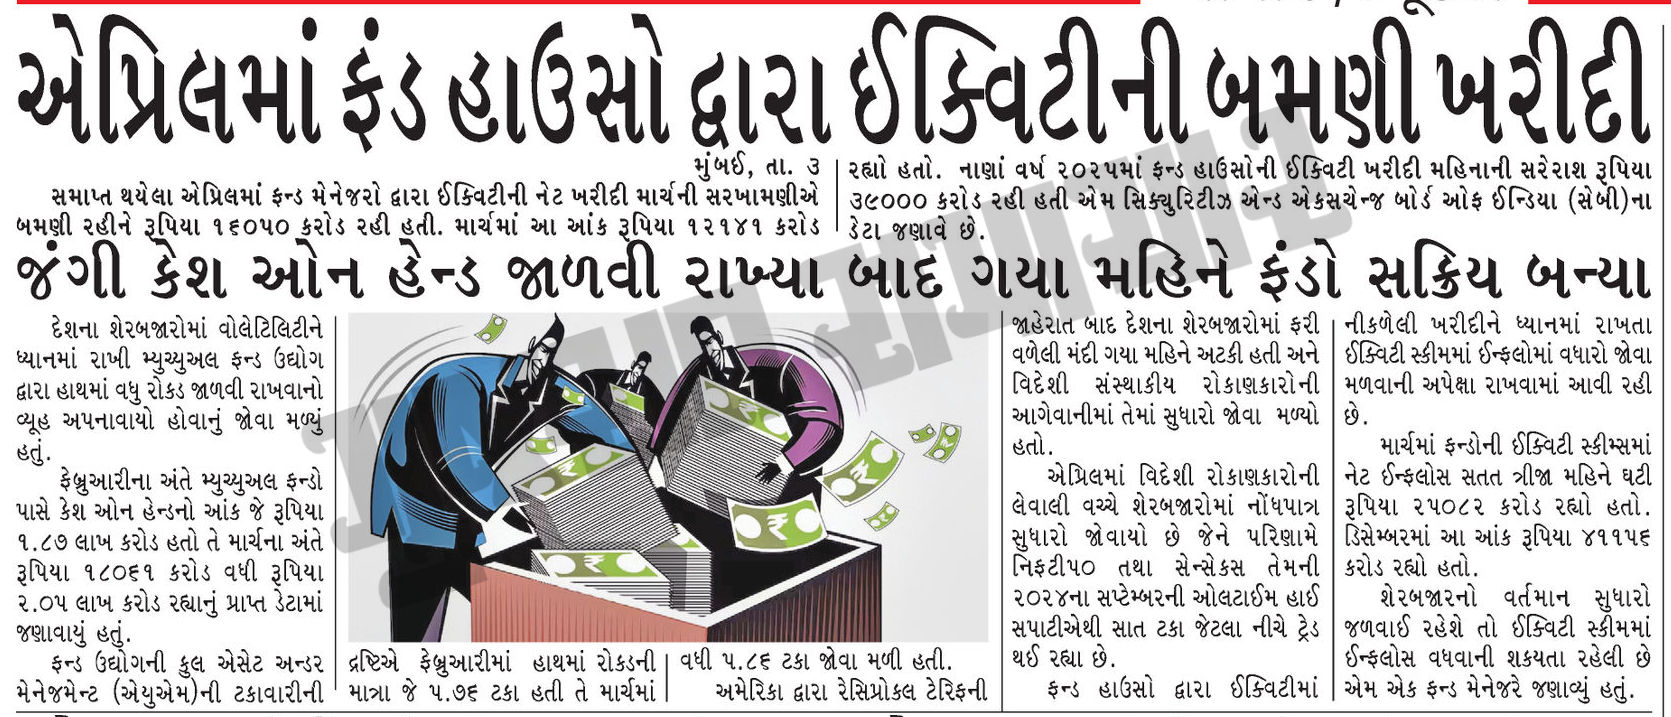 એપ્રિલમાં ફંડ હાઉસો દ્વારા ઈક્વિટીની બમણી ખરીદી
મુંબઈ, તા. ૩
સમાપ્ત થયેલા એપ્રિલમાં ફન્ડ મેનેજરો દ્વારા ઈક્વિટીની નેટ ખરીદી માર્ચની સરખામણીએ
બમણી રહીને રૂપિયા ૧૬૦૫૦ કરોડ રહી હતી. માર્ચમાં આ આંક રૂપિયા ૧૨૧૪૧ કરોડ
રહ્યો હતો. નાણાં વર્ષ ૨૦૨૫માં ફન્ડ હાઉસોની ઈક્વિટી ખરીદી મહિનાની સરેરાશ રૂપિયા
૩૯૦૦૦ કરોડ રહી હતી એમ સિક્યુરિટીઝ એન્ડ એકસચેન્જ બોર્ડ ઓફ ઈન્ડિયા (સેબી)ના
ડેટા જણાવે છે.
જંગી કેશ ઓન હેન્ડ જાળવી રાખ્યા બાદ ગયા મહિને ફંડો સક્રિય બન્યા
દેશના શેરબજારોમાં વોલેટિલિટીને
ધ્યાનમાં રાખી મ્યુચ્યુઅલ ફન્ડ ઉદ્યોગ
દ્વારા હાથમાં વધુ રોકડ જાળવી રાખવાનો
વ્યૂહ અપનાવાયો હોવાનું જોવા મળ્યું
હતું.
ફેબ્રુઆરીના અંતે મ્યુચ્યુઅલ ફન્ડો
પાસે કેશ ઓન હેન્ડનો આંક જે રૂપિયા
૧.૮૭ લાખ કરોડ હતો તે માર્ચના અંતે
રૂપિયા ૧૮૦૬૧ કરોડ વધી રૂપિયા
૨.૦૫ લાખ કરોડ રહ્યાનું પ્રાપ્ત ડેટામાં
જણાવાયું હતું.
ફન્ડ ઉદ્યોગની કુલ એસેટ અન્ડર
મેનેજમેન્ટ (એયુએમ)ની ટકાવારીની
દ્રષ્ટિએ ફેબ્રુઆરીમાં હાથમાં રોકડની
માત્રા જે ૫.૭૬ ટકા હતી તે માર્ચમાં
વધી ૫.૮૬ ટકા જોવા મળી હતી.
અમેરિકા દ્વારા રેસિપ્રોકલ ટેરિફની
જાહેરાત બાદ દેશના શેરબજારોમાં ફરી
વળેલી મંદી ગયા મહિને અટકી હતી અને
વિદેશી સંસ્થાકીય રોકાણકારોની
આગેવાનીમાં તેમાં સુધારો જોવા મળ્યો
હતો.
એપ્રિલમાં વિદેશી રોકાણકારોની
લેવાલી વચ્ચે શેરબજારોમાં નોંધપાત્ર
સુધારો જોવાયો છે જેને પરિણામે
નિફટી૫૦ તથા સેન્સેકસ તેમની
૨૦૨૪ના સપ્ટેમ્બરની ઓલટાઈમ હાઈ
સપાટીએથી સાત ટકા જેટલા નીચે ટ્રેડ
થઈ રહ્યા છે.
ફન્ડ હાઉસો દ્વારા ઈક્વિટીમાં
નીકળેલી ખરીદીને ધ્યાનમાં રાખતા
ઈક્વિટી સ્કીમમાં ઈન્ફલોમાં વધારો જોવા
મળવાની અપેક્ષા રાખવામાં આવી રહી
છે.
માર્ચમાં ફન્ડોની ઈક્વિટી સ્કીમ્સમાં
નેટ ઈન્ફલોસ સતત ત્રીજા મહિને ઘટી
રૂપિયા ૨૫૦૮૨ કરોડ રહ્યો હતો.
ડિસેમ્બરમાં આ આંક રૂપિયા ૪૧૧૫૬
કરોડ રહ્યો હતો.
શેરબજારનો વર્તમાન સુધારો
જળવાઈ રહેશે તો ઈક્વિટી સ્કીમમાં
ઈન્ફલોસ વધવાની શકયતા રહેલી છે
એમ એક ફન્ડ મેનેજરે જણાવ્યું હતું.